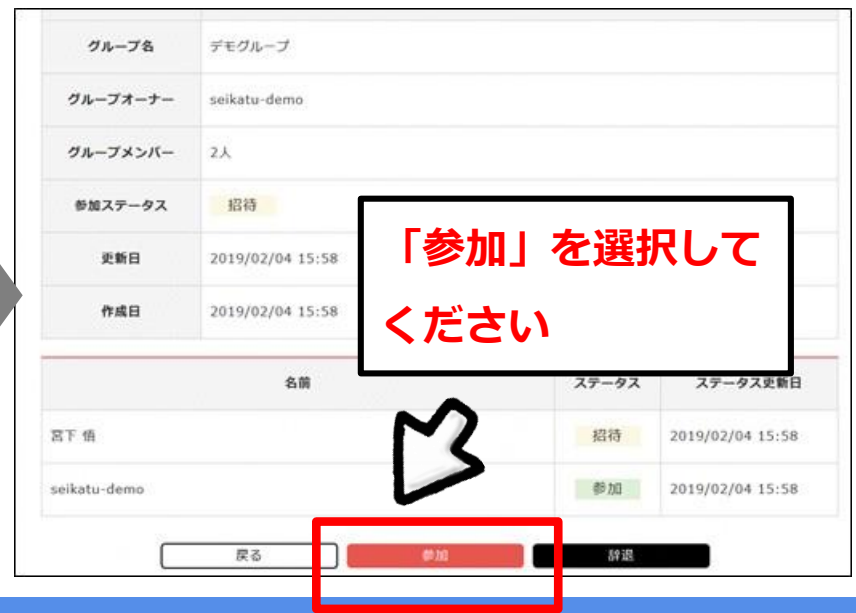 グループ名 デモグループ
グループオーナー seikatu-demo
グループメンバー 2人
参加ステータス 招待
更新日 2019/02/04 15:58
作成日 2019/02/04 15:58
「参加」を選択して
ください
名前 ステータス ステータス更新日
宮下 招待 2019/02/04 15:58
seikatu-demo 参加 2019/02/04 15:58
戻る 参加 辞退